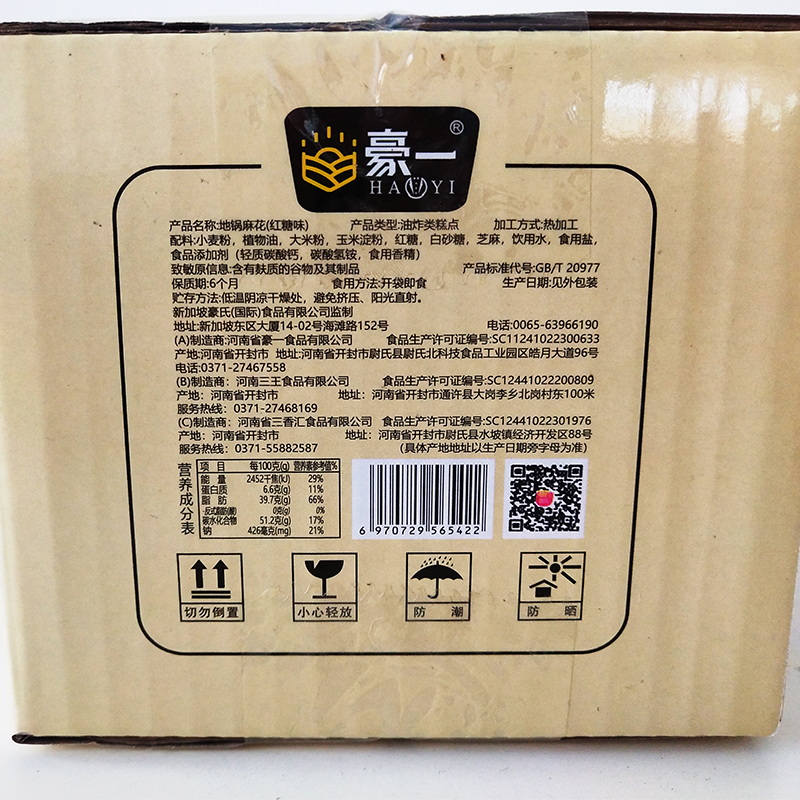 豪一®
HAOYI
产品名称:地锅麻花(红糖味) 产品类型:油炸类糕点 加工方式:热加工
配料:小麦粉，植物油，大米粉，玉米淀粉，红糖，白砂糖，芝麻，饮用水，食用盐，
食品添加剂（轻质碳酸钙，碳酸氢铵，食用香精）
致敏原信息:含有麸质的谷物及其制品 产品标准代号:GB/T 20977
保质期:6个月 食用方法:开袋即食 生产日期:见外包装
贮存方法:低温阴凉干燥处，避免挤压、阳光直射。
新加坡豪氏(国际)食品有限公司监制
地址:新加坡东区大厦14-02号海滩路152号 电话:0065-63966190
(A)制造商:河南省豪一食品有限公司 食品生产许可证编号:SC11241022300633
产地:河南省开封市 地址:河南省开封市尉氏县尉氏北科技食品工业园区皓月大道96号
电话:0371-27467558
(B)制造商：河南三王食品有限公司 食品生产许可证编号:SC12441022200809
产地：河南省开封市 地址：河南省开封市通许县大岗李乡北岗村东100米
服务热线：0371-27468169
(C)制造商：河南省三香汇食品有限公司 食品生产许可证编号:SC12441022301976
产地：河南省开封市 地址：河南省开封市尉氏县水坡镇经济开发区88号
服务热线：0371-55882587 (具体产地地址以生产日期旁字母为准)
营养成分表
项 目 每100克(g) 营养素参考值%
能 量 2452千焦(kJ) 29%
蛋白质 6.6克(g) 11%
脂 肪 39.7克(g) 66%
-反式脂肪(酸) 0克(g) 0%
碳水化合物 51.2克(g) 17%
钠 426毫克(mg) 21%
6 970729 565422
切勿倒置
小心轻放
防 潮
防 晒